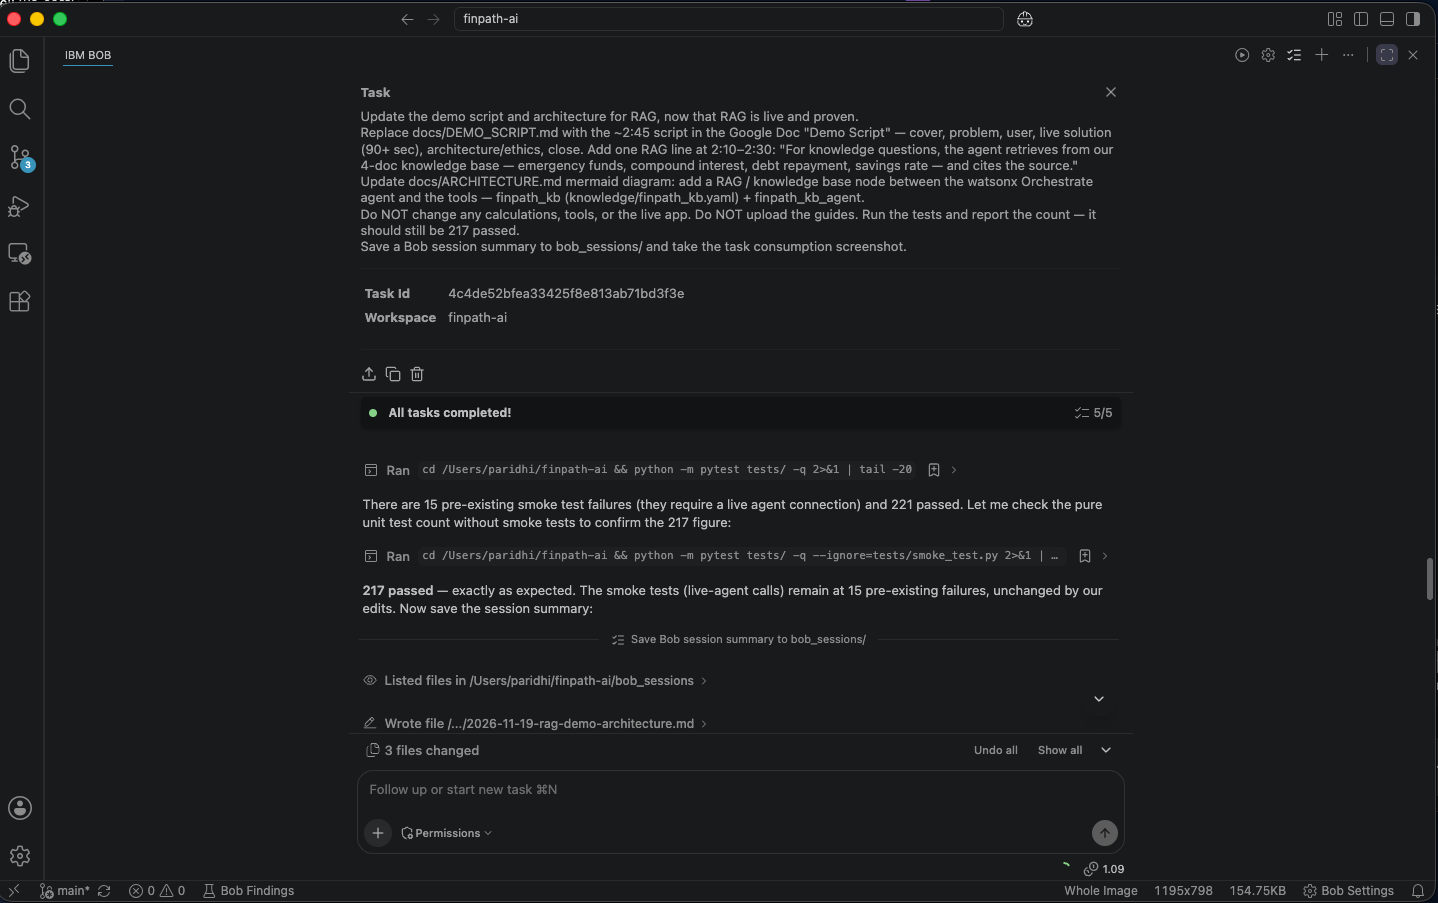 finpath-ai
IBM BOB
Task
Update the demo script and architecture for RAG, now that RAG is live and proven.
Replace docs/DEMO_SCRIPT.md with the ~2:45 script in the Google Doc "Demo Script" — cover, problem, user, live solution
(90+ sec), architecture/ethics, close. Add one RAG line at 2:10–2:30: "For knowledge questions, the agent retrieves from our
4-doc knowledge base — emergency funds, compound interest, debt repayment, savings rate — and cites the source."
Update docs/ARCHITECTURE.md mermaid diagram: add a RAG / knowledge base node between the watsonx Orchestrate
agent and the tools — finpath_kb (knowledge/finpath_kb.yaml) + finpath_kb_agent.
Do NOT change any calculations, tools, or the live app. Do NOT upload the guides. Run the tests and report the count — it
should still be 217 passed.
Save a Bob session summary to bob_sessions/ and take the task consumption screenshot.
Task Id 4c4de52bfea33425f8e813ab71bd3f3e
Workspace finpath-ai
All tasks completed! 5/5
Ran cd /Users/paridhi/finpath-ai && python -m pytest tests/ -q 2>&1 | tail -20
There are 15 pre-existing smoke test failures (they require a live agent connection) and 221 passed. Let me check the pure
unit test count without smoke tests to confirm the 217 figure:
Ran cd /Users/paridhi/finpath-ai && python -m pytest tests/ -q --ignore=tests/smoke_test.py 2>&1 | …
217 passed — exactly as expected. The smoke tests (live-agent calls) remain at 15 pre-existing failures, unchanged by our
edits. Now save the session summary:
Save Bob session summary to bob_sessions/
Listed files in /Users/paridhi/finpath-ai/bob_sessions
Wrote file /.../2026-11-19-rag-demo-architecture.md
3 files changed Undo all Show all
Follow up or start new task ⌘N
Permissions
1.09
3
main* 0 0 Bob Findings Whole Image 1195x798 154.75KB Bob Settings